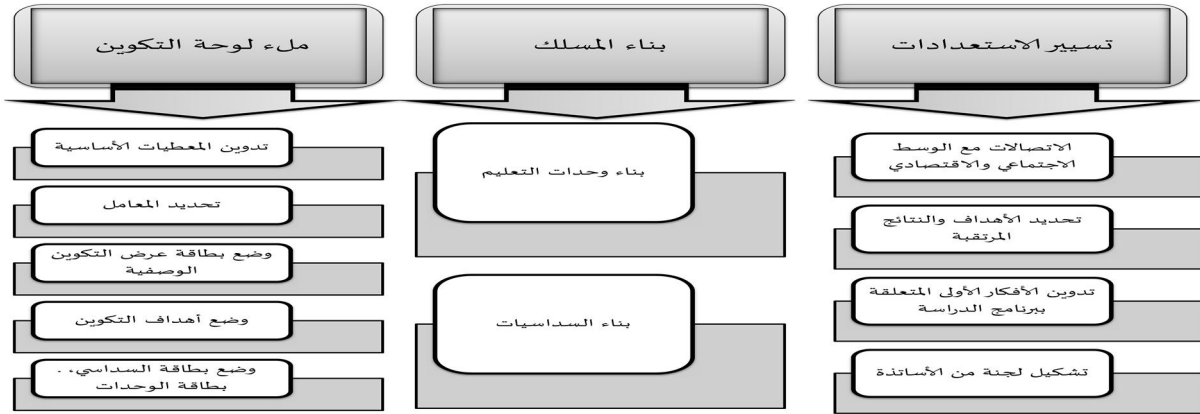 تسيير الاستعدادات
الاتصالات مع الوسط
الاجتماعي والاقتصادي
تحديد الأهداف والنتائج
المرتقبة
تدوين الأفكار الأولى المتعلقة
ببرنامج الدراسة
تشكيل لجنة من الأساتذة
بناء المسلك
بناء وحدات التعليم
بناء السداسيات
ملء لوحة التكوين
تدوين المعطيات الأساسية
تحديد المعامل
وضع بطاقة عرض التكوين
الوصفية
وضع أهداف التكوين
وضع بطاقة السداسي. .
بطاقة الوحدات